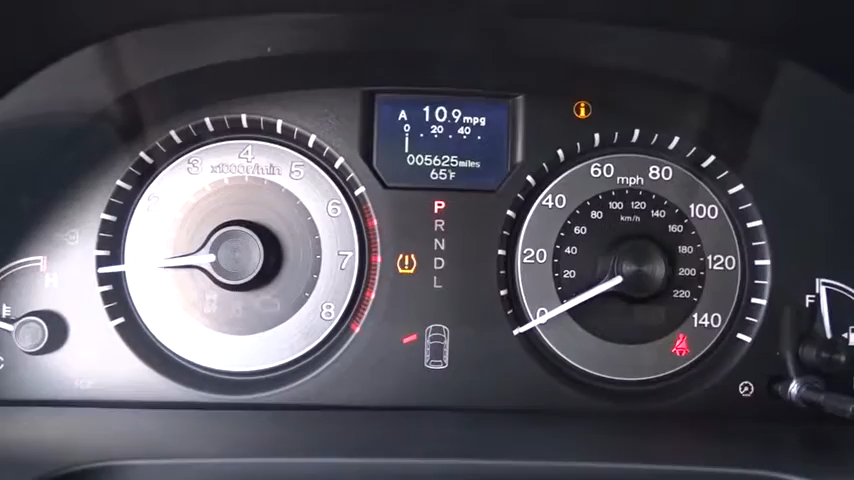 A 10.9mpg
0 20 40
005625miles
65°F
i
3 4 5 6 7 8
x1000r/min
P
R
N
D
L
!
0 20 40 60 80 100 120 140
mph
20 40 60 80 100 120 140 160 180 200 220
km/h
H
E
C
F